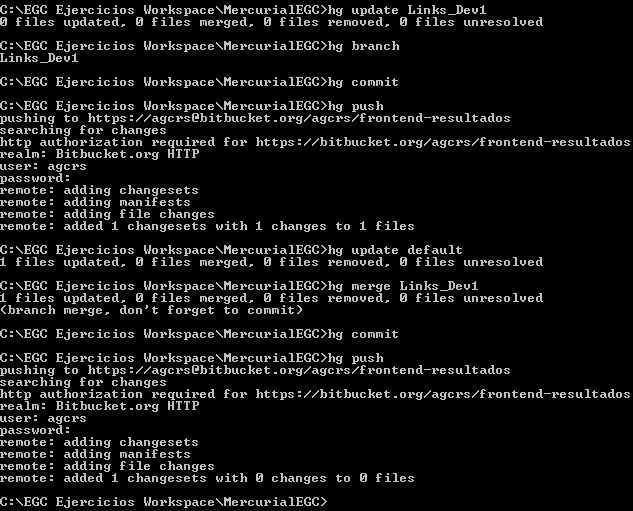 C:\EGC Ejercicios Workspace\MercurialEGC>hg update Links_Dev1
0 files updated, 0 files merged, 0 files removed, 0 files unresolved
C:\EGC Ejercicios Workspace\MercurialEGC>hg branch
Links_Dev1
C:\EGC Ejercicios Workspace\MercurialEGC>hg commit
C:\EGC Ejercicios Workspace\MercurialEGC>hg push
pushing to https://agcrs@bitbucket.org/agcrs/frontend-resultados
searching for changes
http authorization required for https://bitbucket.org/agcrs/frontend-resultados
realm: Bitbucket.org HTTP
user: agcrs
password:
remote: adding changesets
remote: adding manifests
remote: adding file changes
remote: added 1 changesets with 1 changes to 1 files
C:\EGC Ejercicios Workspace\MercurialEGC>hg update default
1 files updated, 0 files merged, 0 files removed, 0 files unresolved
C:\EGC Ejercicios Workspace\MercurialEGC>hg merge Links_Dev1
1 files updated, 0 files merged, 0 files removed, 0 files unresolved
(branch merge, don't forget to commit)
C:\EGC Ejercicios Workspace\MercurialEGC>hg commit
C:\EGC Ejercicios Workspace\MercurialEGC>hg push
pushing to https://agcrs@bitbucket.org/agcrs/frontend-resultados
searching for changes
http authorization required for https://bitbucket.org/agcrs/frontend-resultados
realm: Bitbucket.org HTTP
user: agcrs
password:
remote: adding changesets
remote: adding manifests
remote: adding file changes
remote: added 1 changesets with 0 changes to 0 files
C:\EGC Ejercicios Workspace\MercurialEGC>